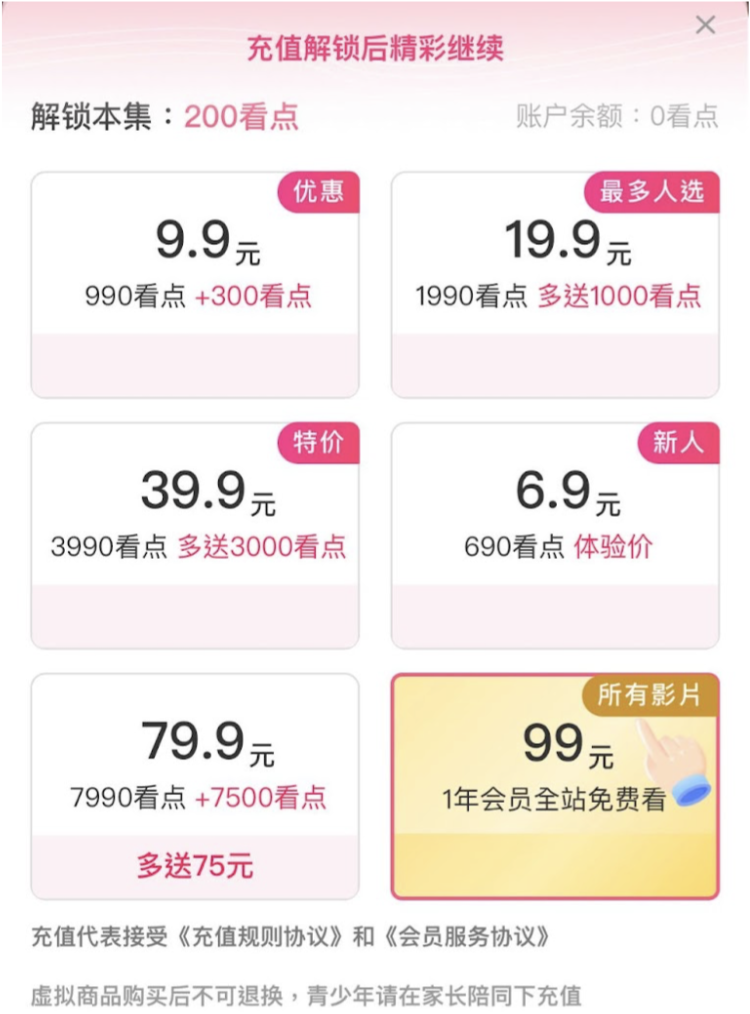 充值解锁后精彩继续
解锁本集：200看点
账户余额：0看点
优惠
9.9元
990看点 +300看点
最多人选
19.9元
1990看点 多送1000看点
特价
39.9元
3990看点 多送3000看点
新人
6.9元
690看点 体验价
79.9元
7990看点 +7500看点
多送75元
所有影片
99元
1年会员全站免费看
充值代表接受《充值规则协议》和《会员服务协议》
虚拟商品购买后不可退换，青少年请在家长陪同下充值